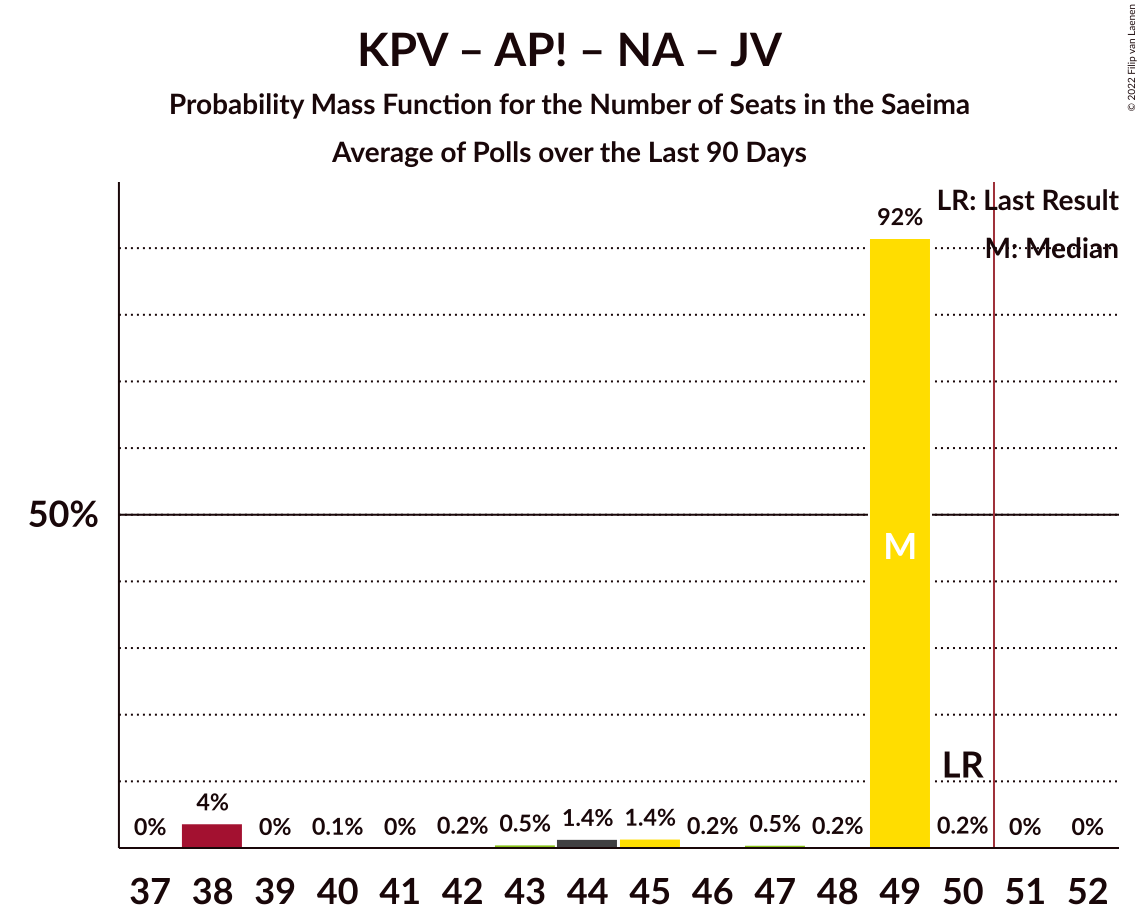 KPV – AP! – NA – JV
Probability Mass Function for the Number of Seats in the Saeima
Average of Polls over the Last 90 Days
© 2022 Filip van Laenen
LR: Last Result
M: Median
92%
50%
M
LR
0% 4% 0% 0.1% 0% 0.2% 0.5% 1.4% 1.4% 0.2% 0.5% 0.2% 0.2% 0% 0%
37 38 39 40 41 42 43 44 45 46 47 48 49 50 51 52